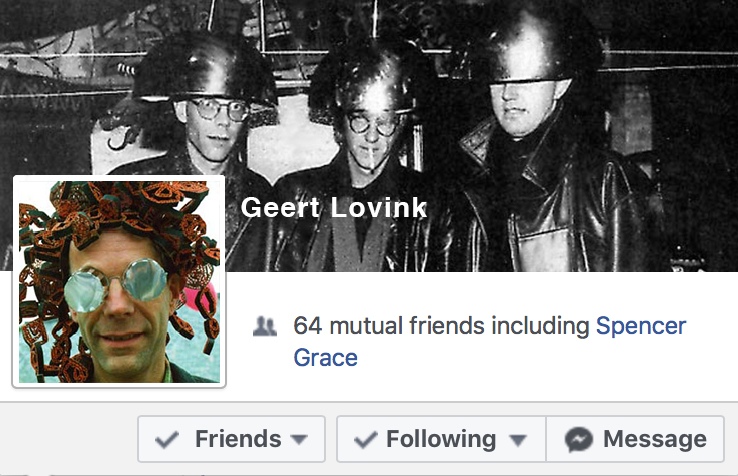 Geert Lovink
64 mutual friends including Spencer
Grace
Friends
Following
Message